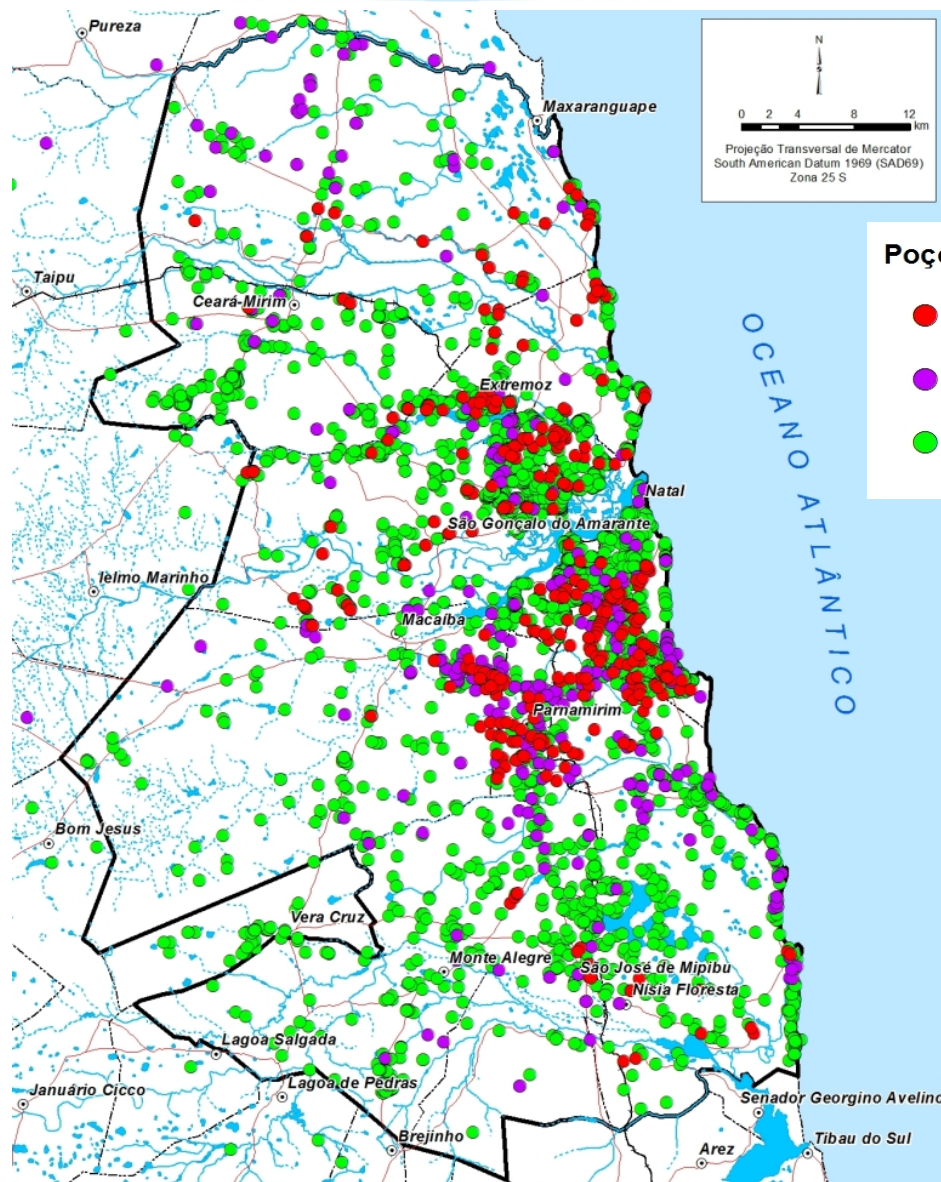 Pureza
N
Maxaranguape
0 2 4 8 12
km
Projeção Transversal de Mercator
South American Datum 1969 (SAD69)
Zona 25 S
Poço
Taipu
Ceará-Mirim
OCEANO ATLÂNTICO
Extremoz
Natal
São Gonçalo do Amarante
Ielmo Marinho
Macaíba
Parnamirim
Bom Jesus
Vera Cruz
Monte Alegre
São José de Mipibu
Nísia Floresta
Lagoa Salgada
Januário Cicco
Lagoa de Pedras
Senador Georgino Avelino
Brejinho
Arez
Tibau do Sul